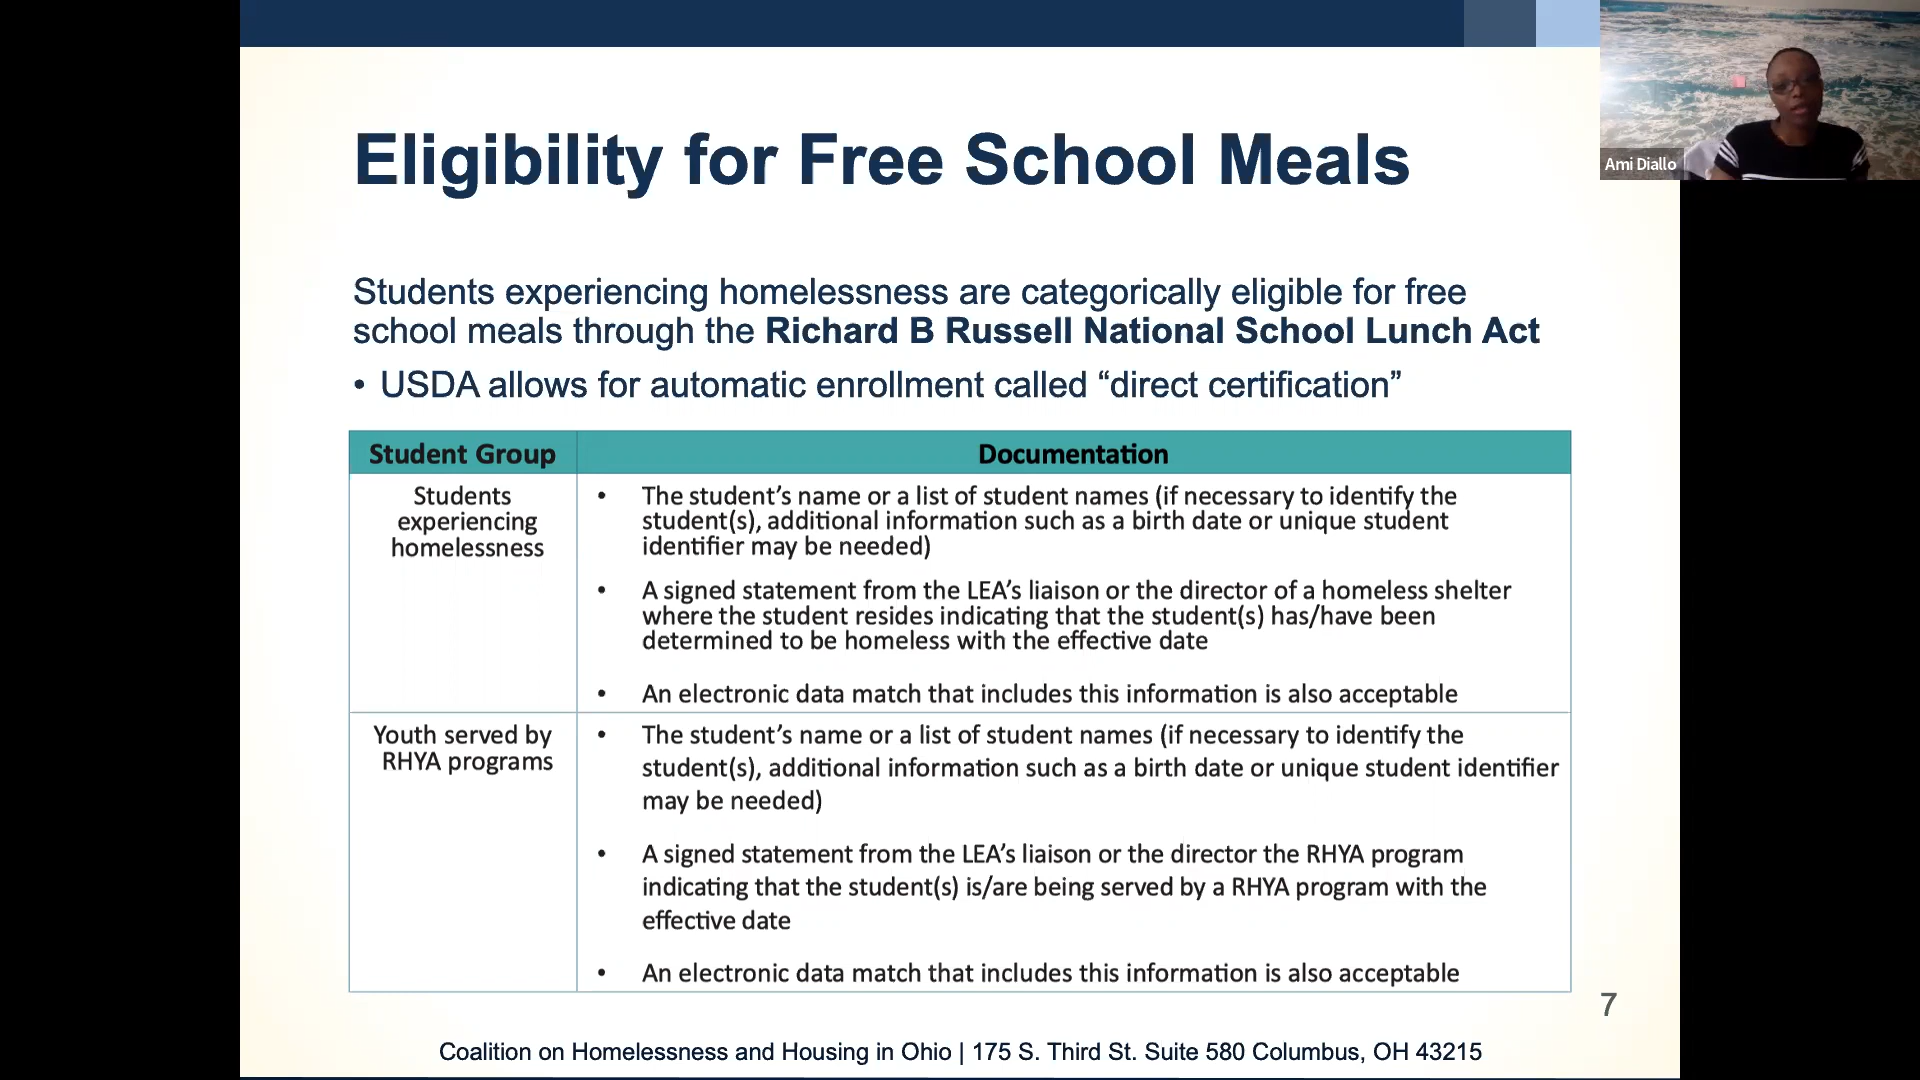 Eligibility for Free School Meals
Ami Diallo
Students experiencing homelessness are categorically eligible for free
school meals through the Richard B Russell National School Lunch Act
• USDA allows for automatic enrollment called “direct certification”
Student Group
Documentation
Students
experiencing
homelessness
• The student’s name or a list of student names (if necessary to identify the
student(s), additional information such as a birth date or unique student
identifier may be needed)
• A signed statement from the LEA’s liaison or the director of a homeless shelter
where the student resides indicating that the student(s) has/have been
determined to be homeless with the effective date
• An electronic data match that includes this information is also acceptable
Youth served by
RHYA programs
• The student’s name or a list of student names (if necessary to identify the
student(s), additional information such as a birth date or unique student identifier
may be needed)
• A signed statement from the LEA’s liaison or the director the RHYA program
indicating that the student(s) is/are being served by a RHYA program with the
effective date
• An electronic data match that includes this information is also acceptable
7
Coalition on Homelessness and Housing in Ohio | 175 S. Third St. Suite 580 Columbus, OH 43215